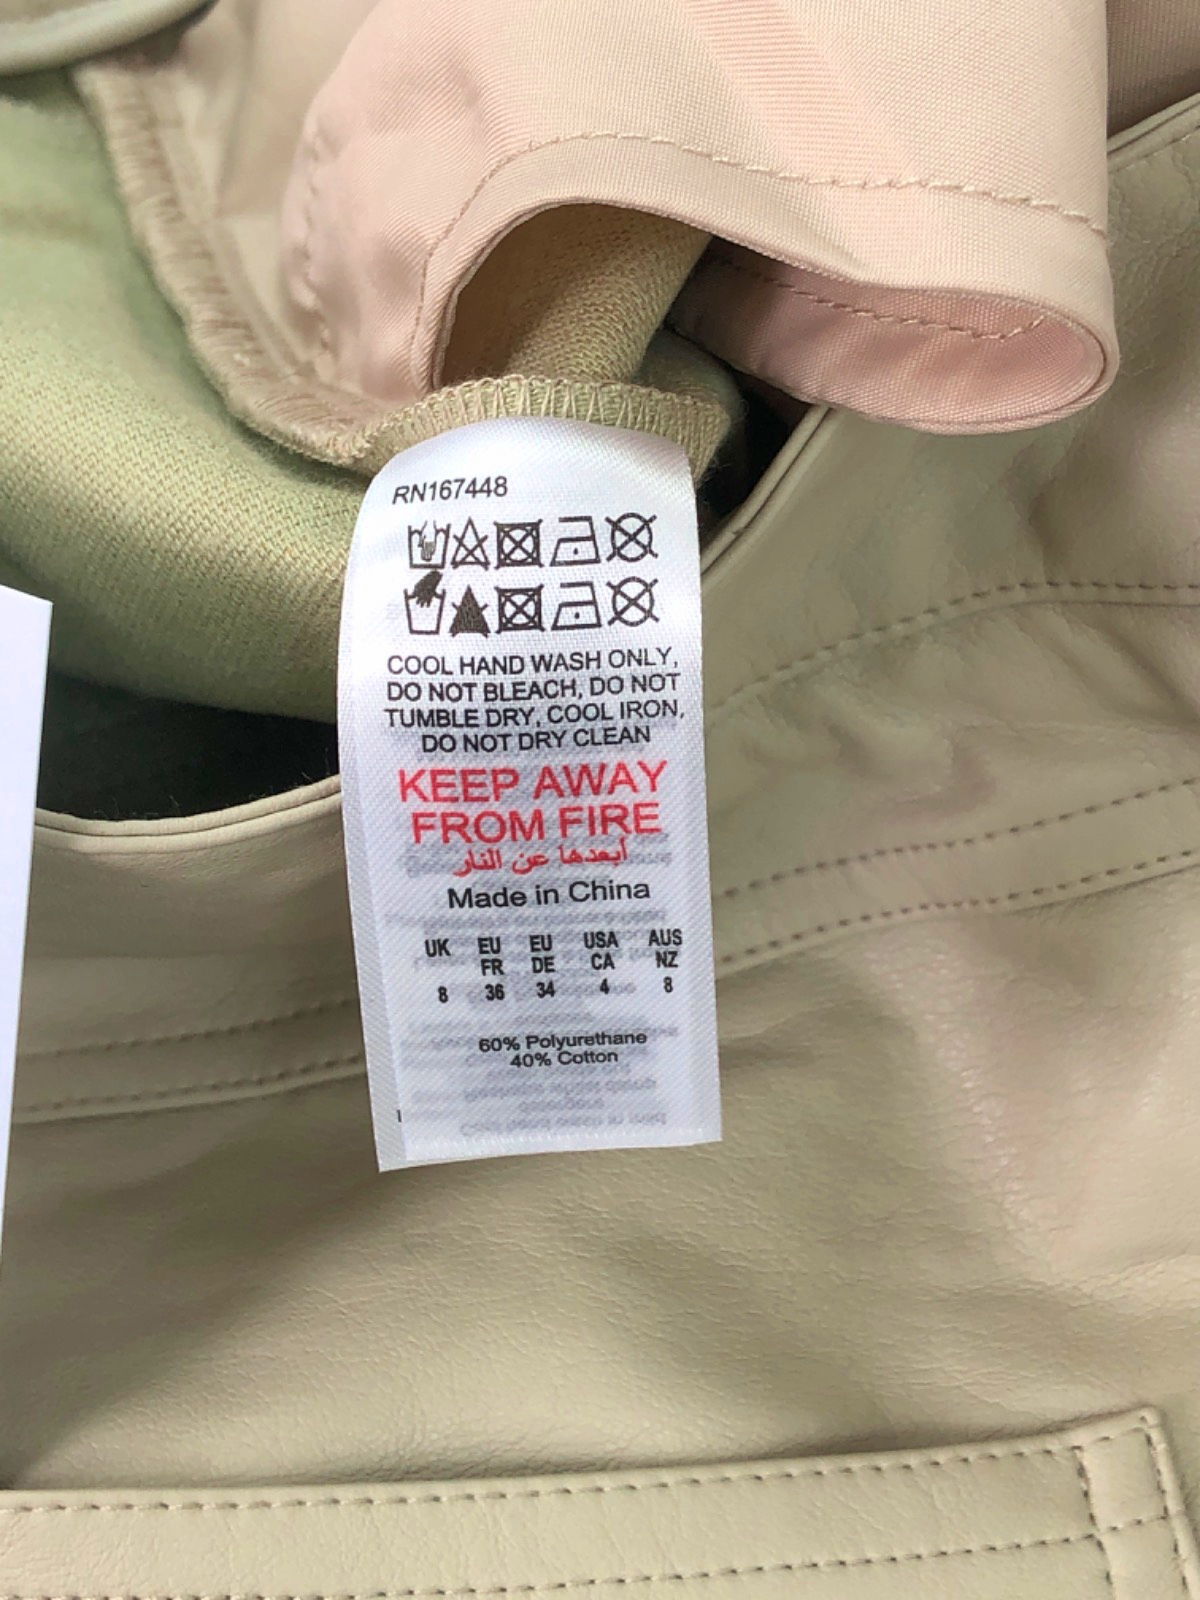 RN167448
COOL HAND WASH ONLY,
DO NOT BLEACH, DO NOT
TUMBLE DRY, COOL IRON,
DO NOT DRY CLEAN
KEEP AWAY
FROM FIRE
أبعدها عن النار
Made in China
UK EU EU USA AUS
FR DE CA NZ
8 36 34 4 8
60% Polyurethane
40% Cotton